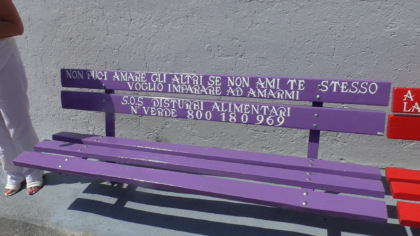 NON PUOI AMARE GLI ALTRI SE NON AMI TE STESSO
VOGLIO IMPARARE AD AMARMI
S.O.S. DISTURBI ALIMENTARI
N° VERDE 800 180 969
A
LA